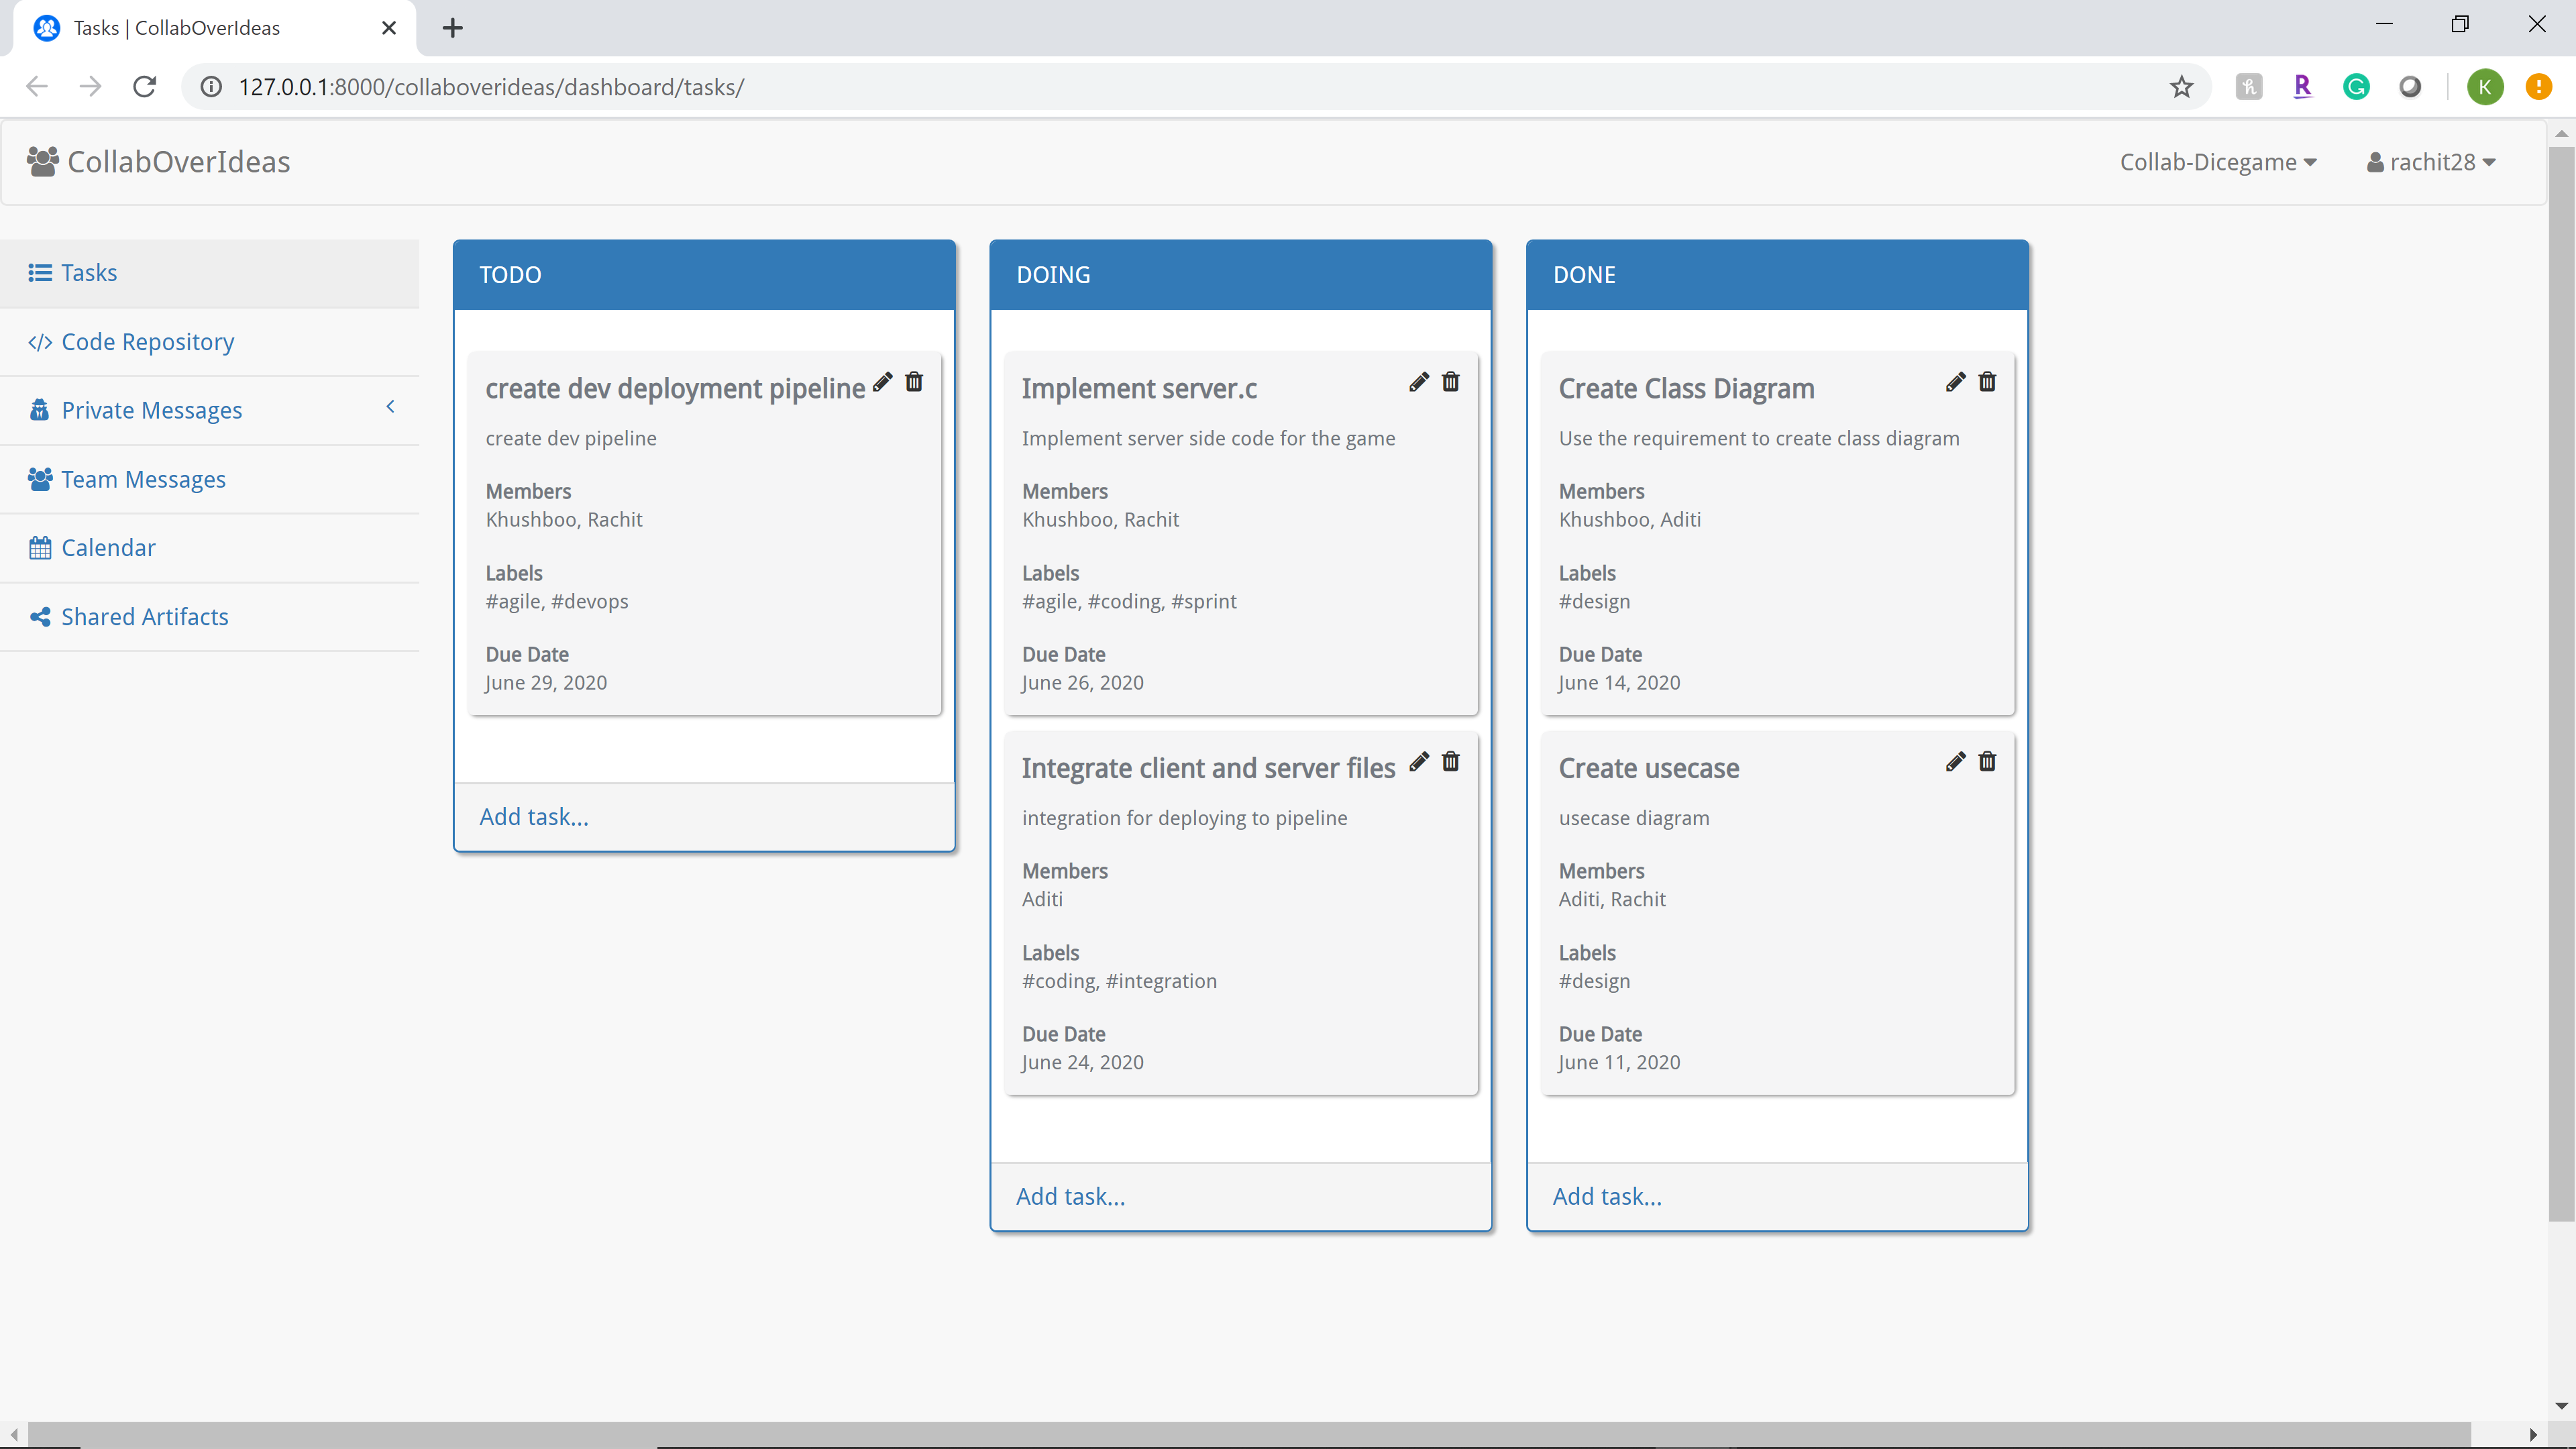 Tasks | CollabOverIdeas
127.0.0.1:8000/collaboverideas/dashboard/tasks/
K
CollabOverIdeas
Collab-Dicegame
rachit28
Tasks
Code Repository
Private Messages
Team Messages
Calendar
Shared Artifacts
TODO
create dev deployment pipeline
create dev pipeline
Members
Khushboo, Rachit
Labels
#agile, #devops
Due Date
June 29, 2020
Add task...
DOING
Implement server.c
Implement server side code for the game
Members
Khushboo, Rachit
Labels
#agile, #coding, #sprint
Due Date
June 26, 2020
Integrate client and server files
integration for deploying to pipeline
Members
Aditi
Labels
#coding, #integration
Due Date
June 24, 2020
Add task...
DONE
Create Class Diagram
Use the requirement to create class diagram
Members
Khushboo, Aditi
Labels
#design
Due Date
June 14, 2020
Create usecase
usecase diagram
Members
Aditi, Rachit
Labels
#design
Due Date
June 11, 2020
Add task...